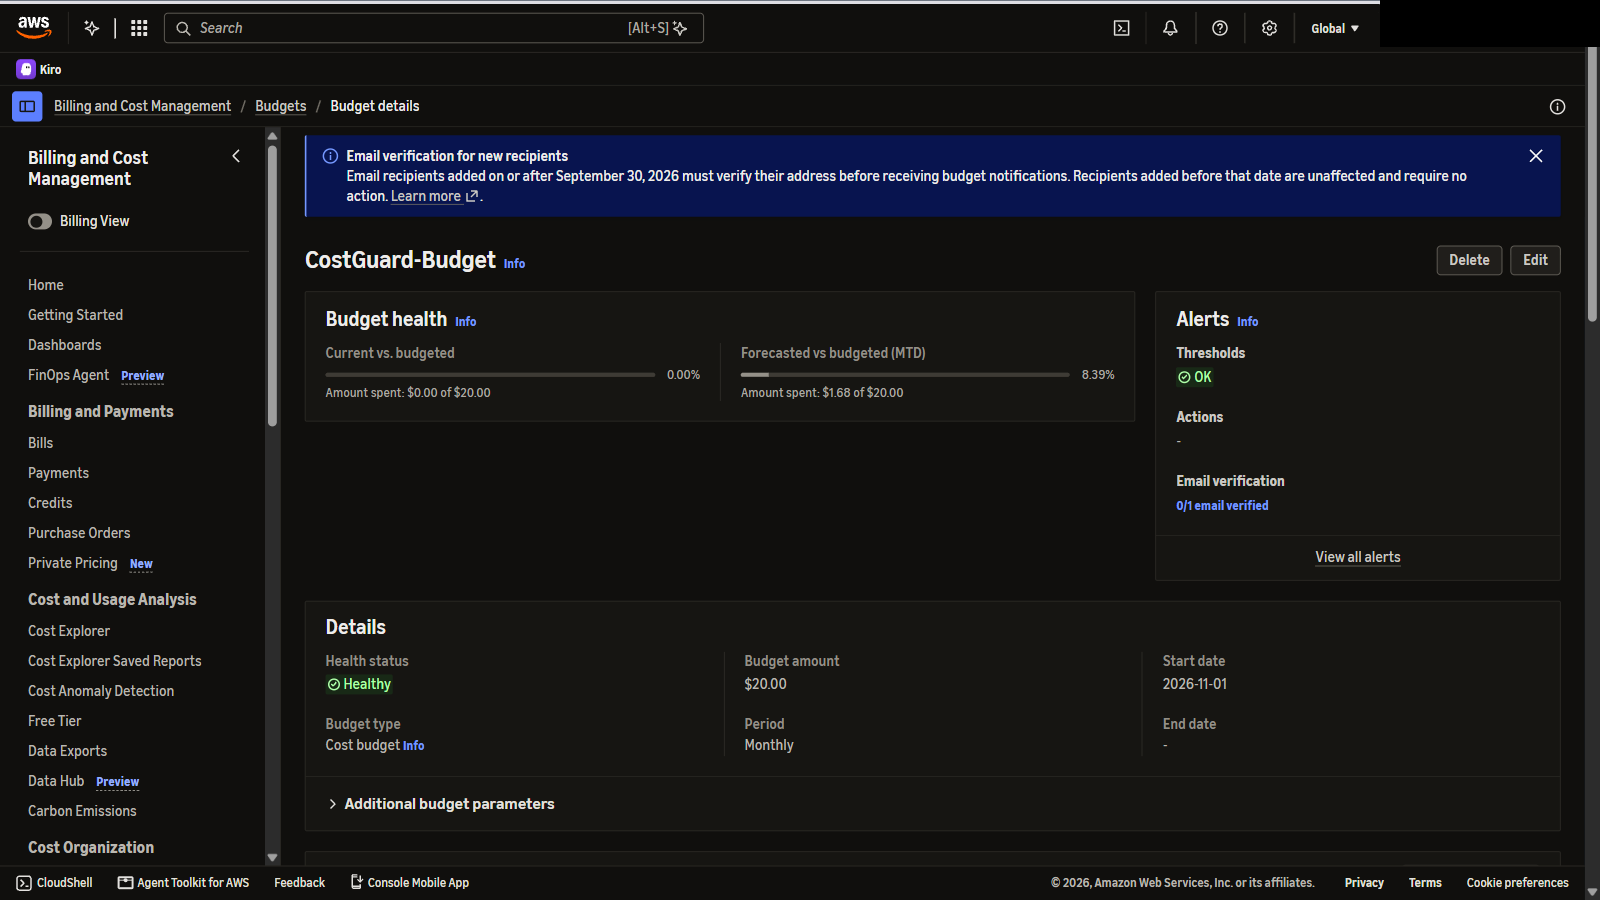 aws
Search [Alt+S]
Global
Kiro
Billing and Cost Management / Budgets / Budget details
Billing and Cost
Management
Billing View
Home
Getting Started
Dashboards
FinOps Agent Preview
Billing and Payments
Bills
Payments
Credits
Purchase Orders
Private Pricing New
Cost and Usage Analysis
Cost Explorer
Cost Explorer Saved Reports
Cost Anomaly Detection
Free Tier
Data Exports
Data Hub Preview
Carbon Emissions
Cost Organization
Email verification for new recipients
Email recipients added on or after September 30, 2026 must verify their address before receiving budget notifications. Recipients added before that date are unaffected and require no
action. Learn more .
CostGuard-Budget Info
Delete Edit
Budget health Info
Current vs. budgeted
0.00%
Amount spent: $0.00 of $20.00
Forecasted vs budgeted (MTD)
8.39%
Amount spent: $1.68 of $20.00
Alerts Info
Thresholds
OK
Actions
-
Email verification
0/1 email verified
View all alerts
Details
Health status
Healthy
Budget type
Cost budget Info
Budget amount
$20.00
Period
Monthly
Start date
2026-11-01
End date
-
Additional budget parameters
CloudShell Agent Toolkit for AWS Feedback Console Mobile App
© 2026, Amazon Web Services, Inc. or its affiliates. Privacy Terms Cookie preferences